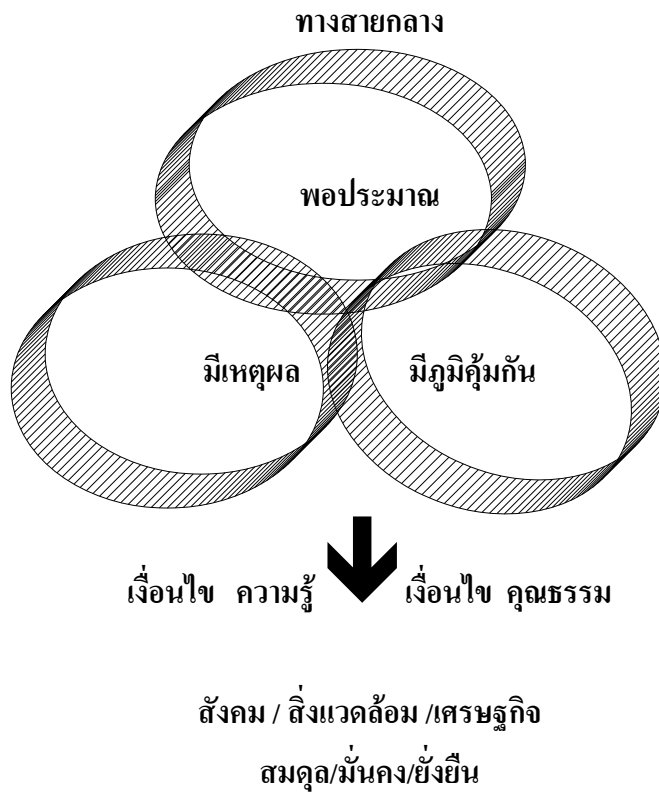 ทางสายกลาง
พอประมาณ
มีเหตุผล มีภูมิคุ้มกัน
เงื่อนไข ความรู้ เงื่อนไข คุณธรรม
สังคม / สิ่งแวดล้อม /เศรษฐกิจ
สมดุล/มั่นคง/ยั่งยืน